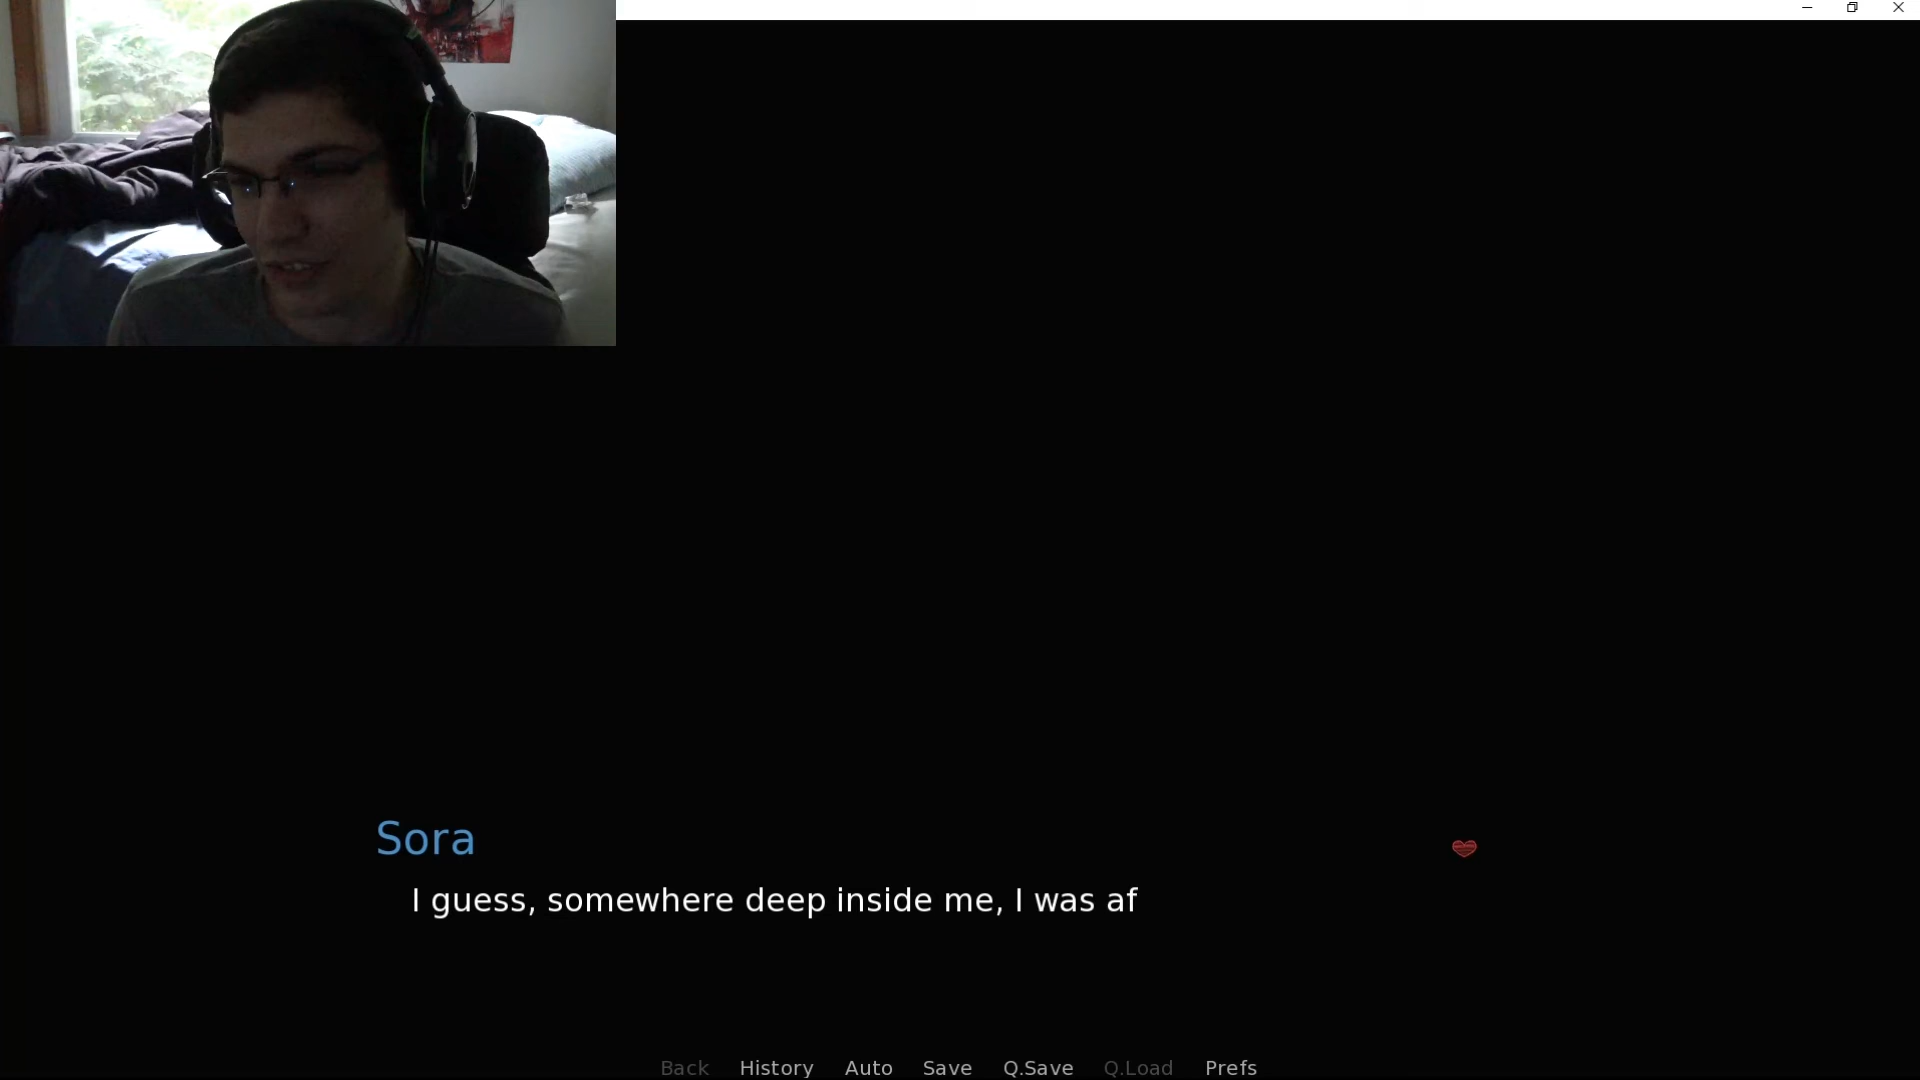 Sora
I guess, somewhere deep inside me, I was af
Back History Auto Save Q.Save Q.Load Prefs